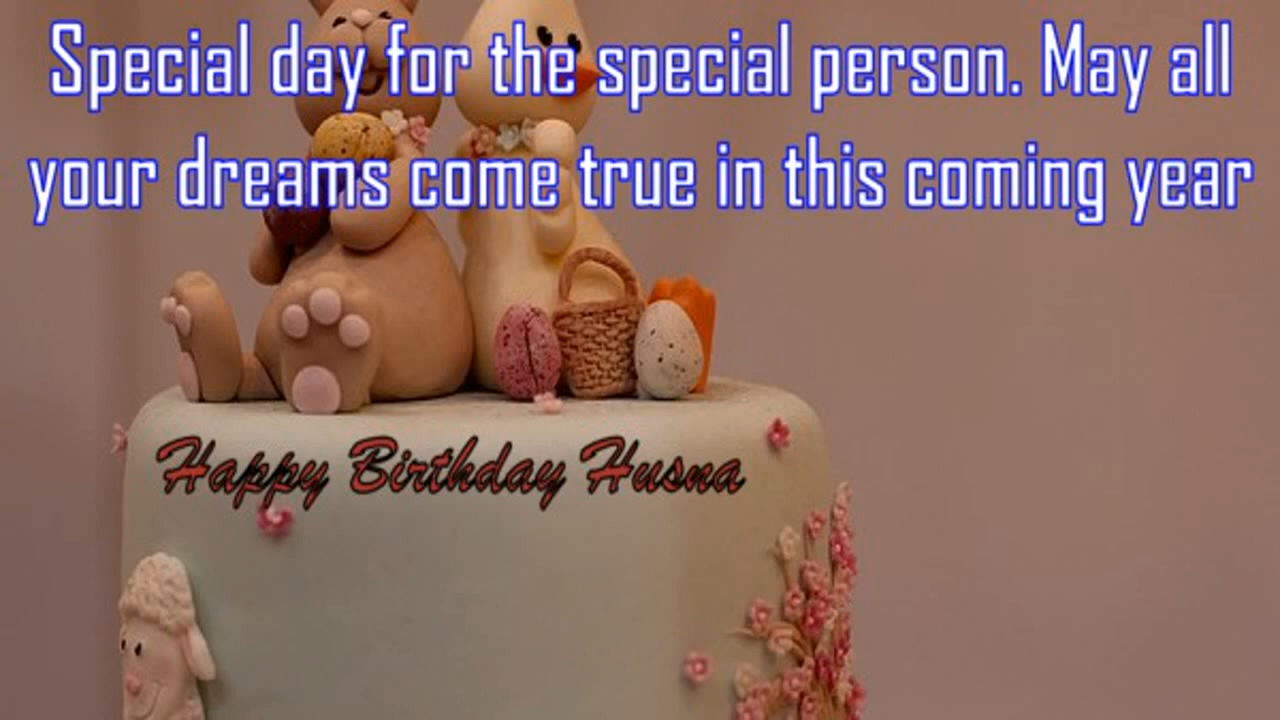 Special day for the special person. May all
your dreams come true in this coming year
Happy Birthday Husna